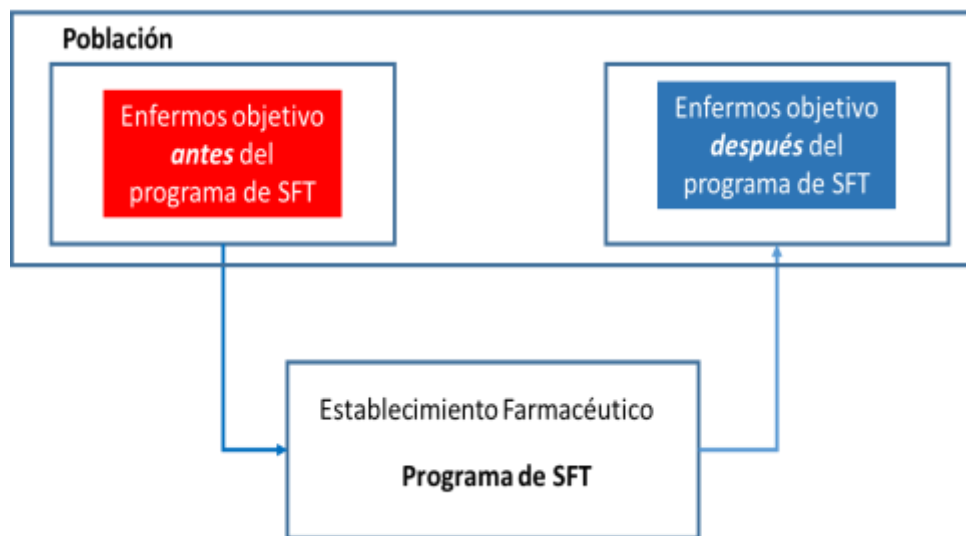 Población
Enfermos objetivo
antes del
programa de SFT
Enfermos objetivo
después del
programa de SFT
Establecimiento Farmacéutico
Programa de SFT